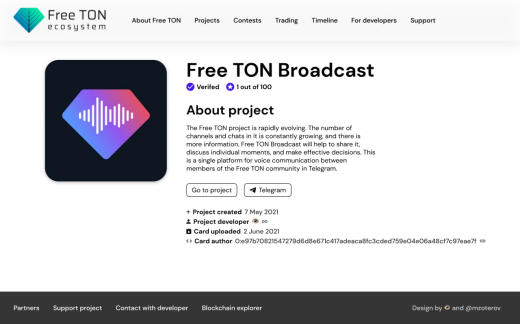 Free TON
ecosystem
About Free TON Projects Contests Trading Timeline For developers Support
Free TON Broadcast
Verifed 1 out of 100
About project
The Free TON project is rapidly evolving. The number of
channels and chats in it is constantly growing, and there is
more information. Free TON Broadcast will help to share it,
discuss individual moments, and make effective decisions. This
is a single platform for voice communication between
members of the Free TON community in Telegram.
Go to project Telegram
Project created 7 May 2021
Project developer
Card uploaded 2 June 2021
Card author 0:e97b70821547279d6d8e671c417adeaca8fc3cded759e04e06a48cf7c97eae7f
Partners Support project Contact with developer Blockchain explorer
Design by and @mzoterov